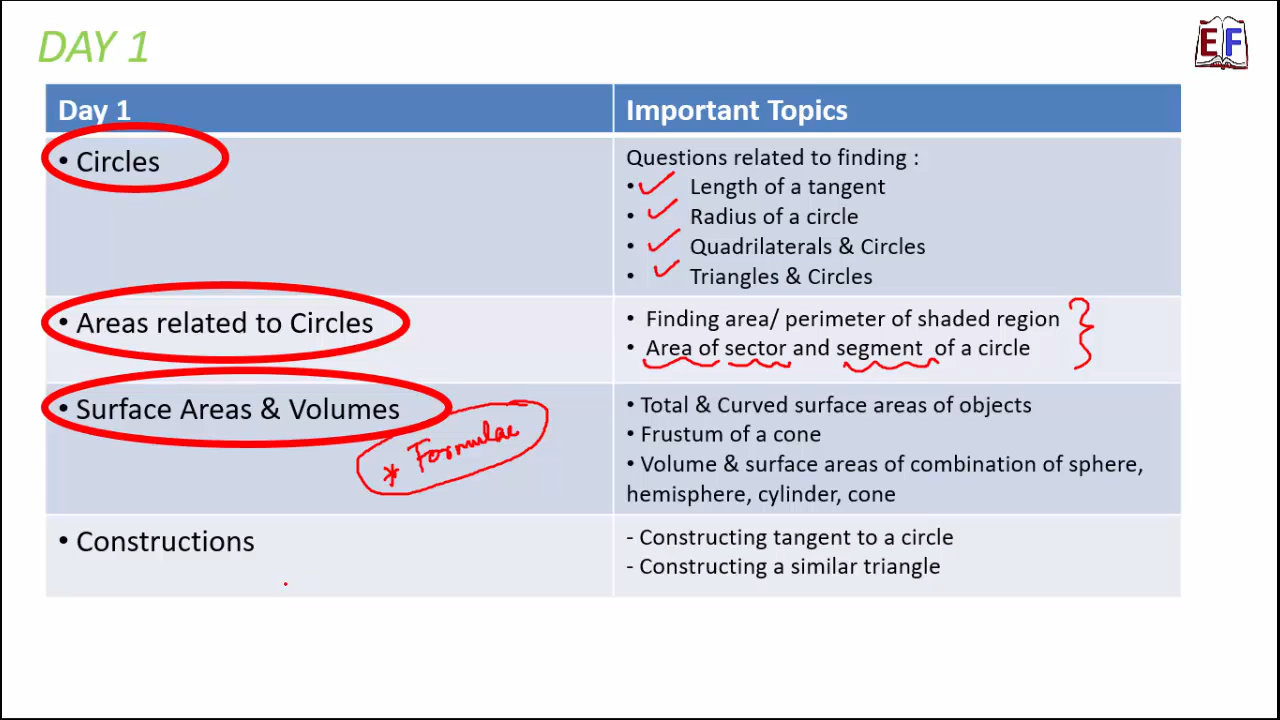 DAY 1
EF
Day 1
Important Topics
• Circles
Questions related to finding :
• Length of a tangent
• Radius of a circle
• Quadrilaterals & Circles
• Triangles & Circles
• Areas related to Circles
• Finding area/ perimeter of shaded region
• Area of sector and segment of a circle
• Surface Areas & Volumes
* Formulae
• Total & Curved surface areas of objects
• Frustum of a cone
• Volume & surface areas of combination of sphere,
hemisphere, cylinder, cone
• Constructions
- Constructing tangent to a circle
- Constructing a similar triangle